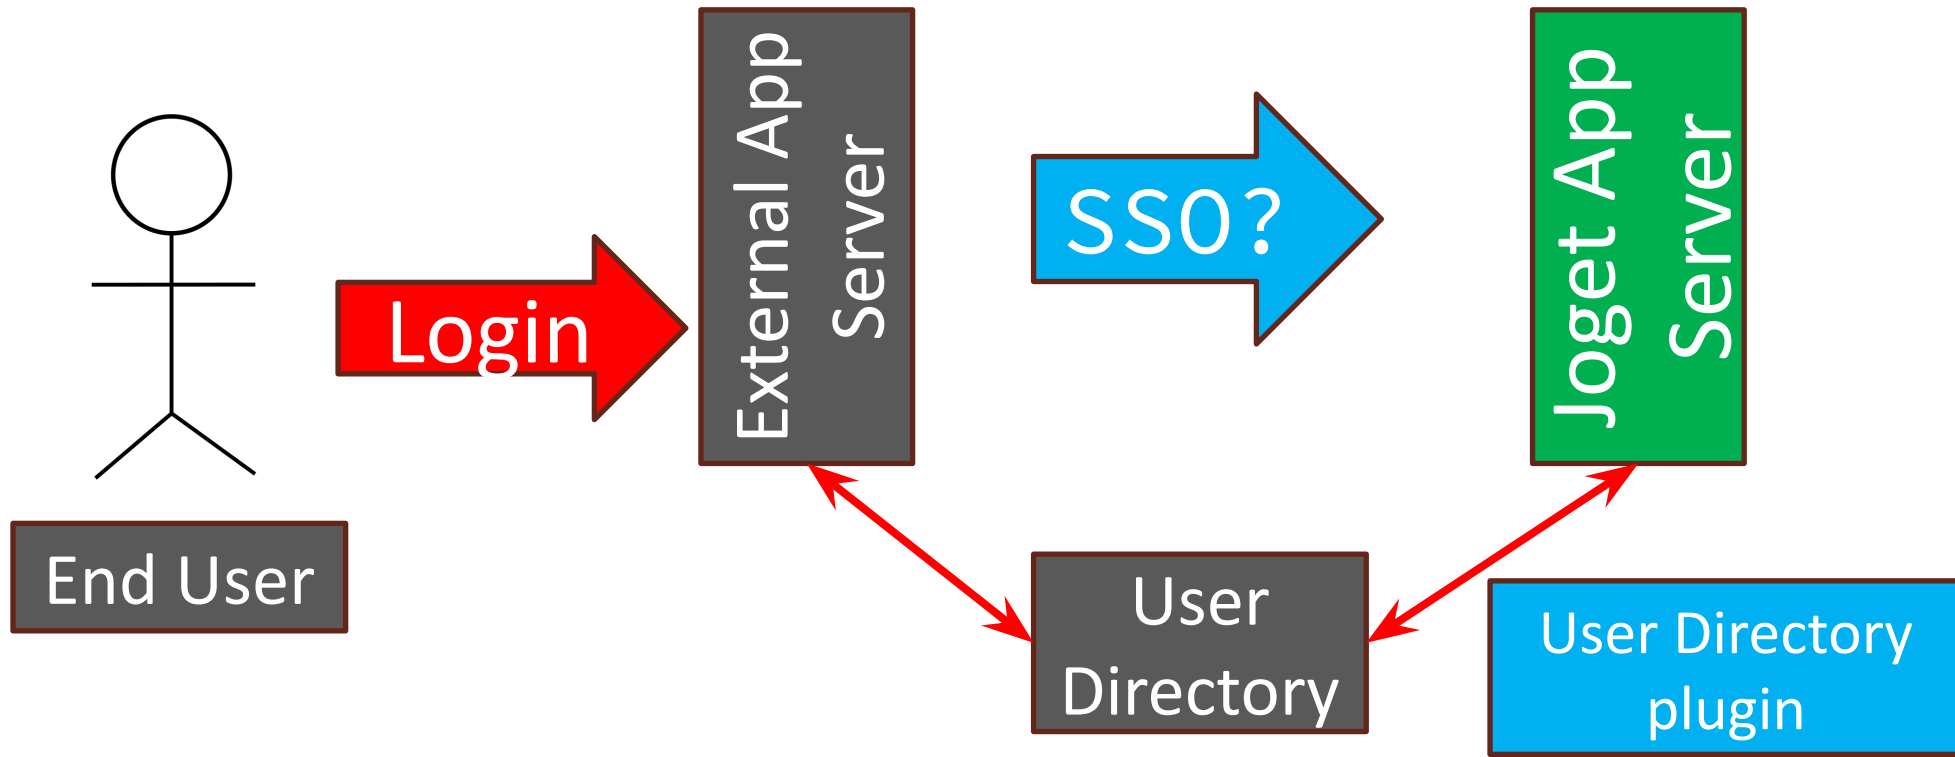 End User
Login
External App
Server
SSO?
Joget App
Server
User
Directory
User Directory
plugin